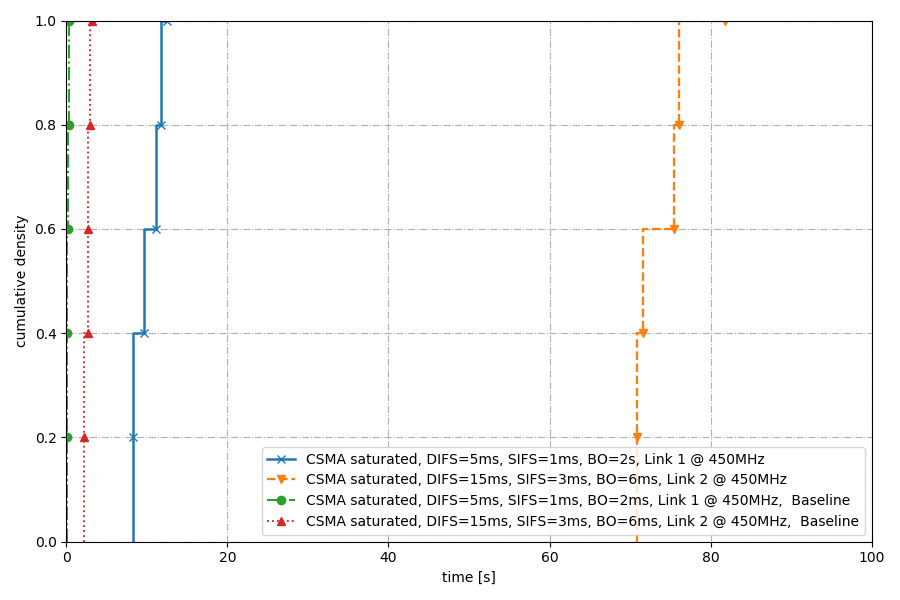 1.0
0.8
0.6
0.4
0.2
0.0
cumulative density
CSMA saturated, DIFS=5ms, SIFS=1ms, BO=2s, Link 1 @ 450MHz
CSMA saturated, DIFS=15ms, SIFS=3ms, BO=6ms, Link 2 @ 450MHz
CSMA saturated, DIFS=5ms, SIFS=1ms, BO=2ms, Link 1 @ 450MHz,  Baseline
CSMA saturated, DIFS=15ms, SIFS=3ms, BO=6ms, Link 2 @ 450MHz,  Baseline
0 20 40 60 80 100
time [s]